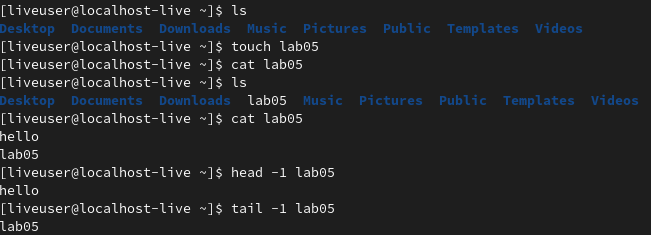 [liveuser@localhost-live ~]$ ls
Desktop  Documents  Downloads  Music  Pictures  Public  Templates  Videos
[liveuser@localhost-live ~]$ touch lab05
[liveuser@localhost-live ~]$ cat lab05
[liveuser@localhost-live ~]$ ls
Desktop  Documents  Downloads  lab05  Music  Pictures  Public  Templates  Videos
[liveuser@localhost-live ~]$ cat lab05
hello
lab05
[liveuser@localhost-live ~]$ head -1 lab05
hello
[liveuser@localhost-live ~]$ tail -1 lab05
lab05